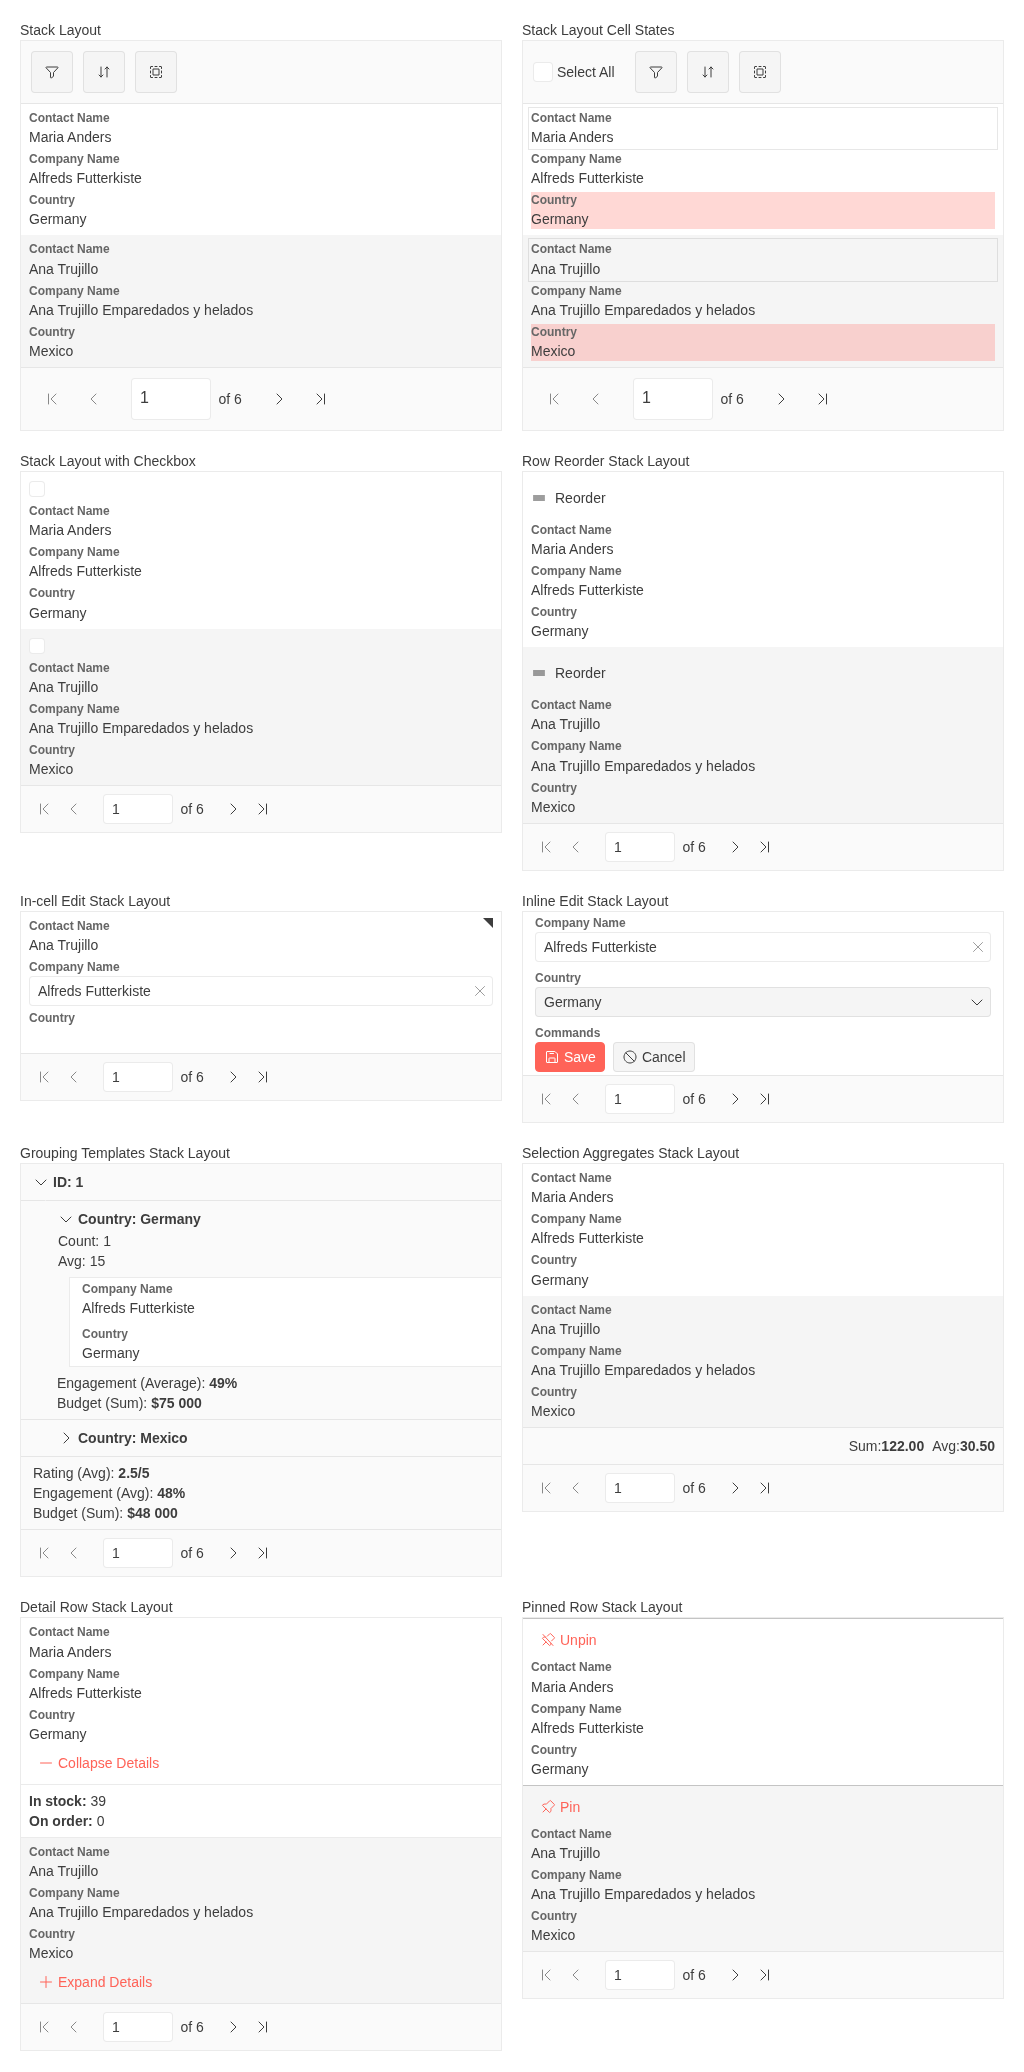 Stack Layout
Contact Name
Maria Anders
Company Name
Alfreds Futterkiste
Country
Germany
Contact Name
Ana Trujillo
Company Name
Ana Trujillo Emparedados y helados
Country
Mexico
1 of 6
Stack Layout Cell States
Select All
Contact Name
Maria Anders
Company Name
Alfreds Futterkiste
Country
Germany
Contact Name
Ana Trujillo
Company Name
Ana Trujillo Emparedados y helados
Country
Mexico
1 of 6
Stack Layout with Checkbox
Contact Name
Maria Anders
Company Name
Alfreds Futterkiste
Country
Germany
Contact Name
Ana Trujillo
Company Name
Ana Trujillo Emparedados y helados
Country
Mexico
1 of 6
Row Reorder Stack Layout
Reorder
Contact Name
Maria Anders
Company Name
Alfreds Futterkiste
Country
Germany
Reorder
Contact Name
Ana Trujillo
Company Name
Ana Trujillo Emparedados y helados
Country
Mexico
1 of 6
In-cell Edit Stack Layout
Contact Name
Ana Trujillo
Company Name
Alfreds Futterkiste
Country
1 of 6
Inline Edit Stack Layout
Company Name
Alfreds Futterkiste
Country
Germany
Commands
Save Cancel
1 of 6
Grouping Templates Stack Layout
ID: 1
Country: Germany
Count: 1
Avg: 15
Company Name
Alfreds Futterkiste
Country
Germany
Engagement (Average): 49%
Budget (Sum): $75 000
Country: Mexico
Rating (Avg): 2.5/5
Engagement (Avg): 48%
Budget (Sum): $48 000
1 of 6
Selection Aggregates Stack Layout
Contact Name
Maria Anders
Company Name
Alfreds Futterkiste
Country
Germany
Contact Name
Ana Trujillo
Company Name
Ana Trujillo Emparedados y helados
Country
Mexico
Sum:122.00 Avg:30.50
1 of 6
Detail Row Stack Layout
Contact Name
Maria Anders
Company Name
Alfreds Futterkiste
Country
Germany
Collapse Details
In stock: 39
On order: 0
Contact Name
Ana Trujillo
Company Name
Ana Trujillo Emparedados y helados
Country
Mexico
Expand Details
1 of 6
Pinned Row Stack Layout
Unpin
Contact Name
Maria Anders
Company Name
Alfreds Futterkiste
Country
Germany
Pin
Contact Name
Ana Trujillo
Company Name
Ana Trujillo Emparedados y helados
Country
Mexico
1 of 6